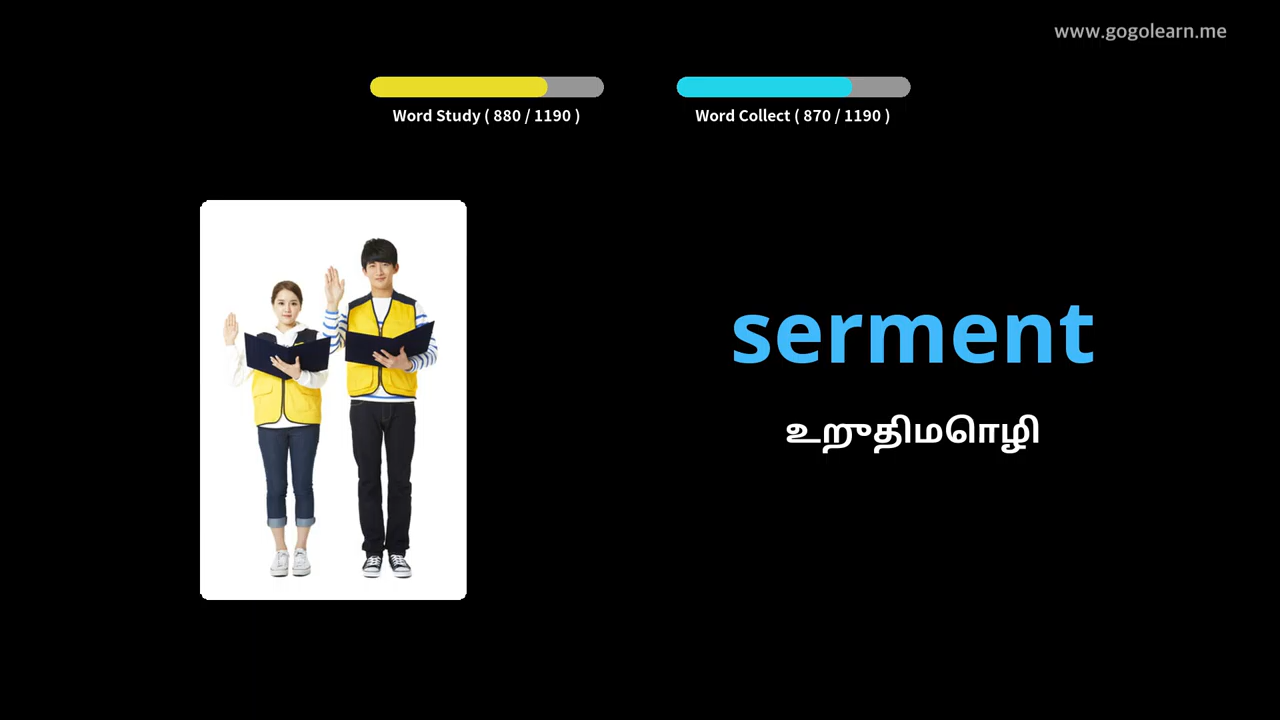 www.gogolearn.me
Word Study ( 880 / 1190 )
Word Collect ( 870 / 1190 )
serment
உறுதிமொழி